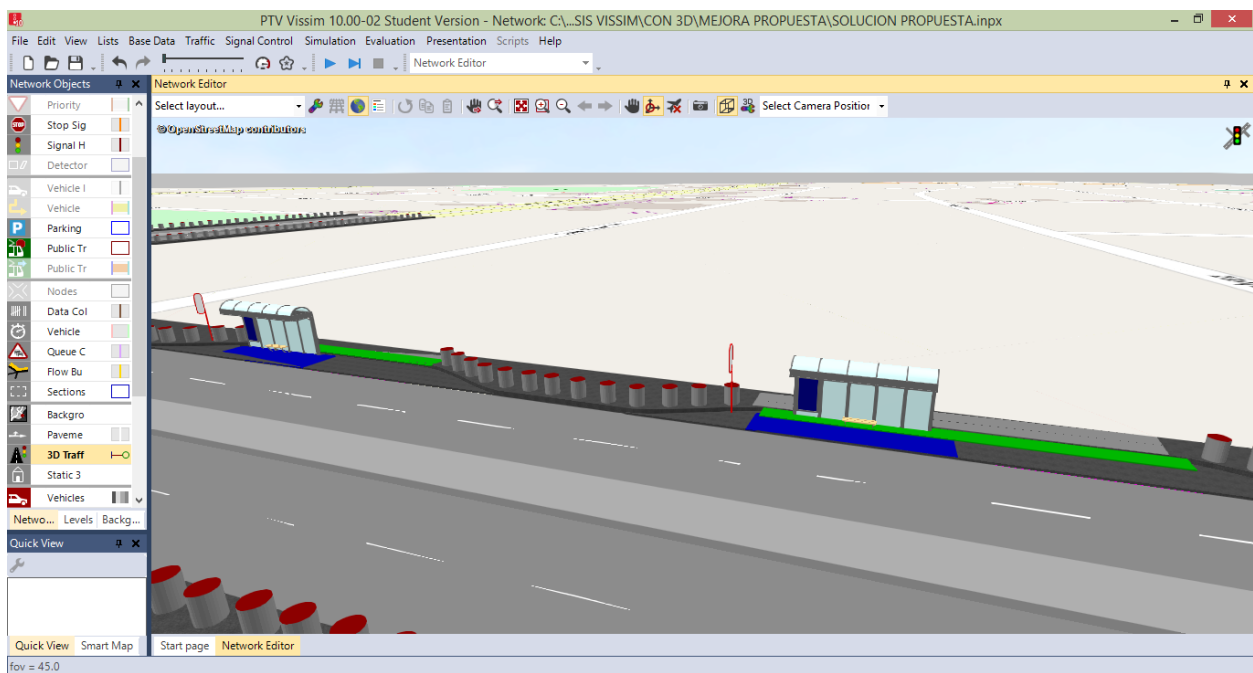 PTV Vissim 10.00-02 Student Version - Network: C:\...SIS VISSIM\CON 3D\MEJORA PROPUESTA\SOLUCION PROPUESTA.inpx
File Edit View Lists Base Data Traffic Signal Control Simulation Evaluation Presentation Scripts Help
Network Editor
Network Objects
Network Editor
Select layout...
Select Camera Position
© OpenStreetMap contributors
Priority
STOP
Stop Sig
Signal H
Detector
Vehicle I
Vehicle
P
Parking
Public Tr
Public Tr
Nodes
Data Col
Vehicle
Queue C
Flow Bu
Sections
Backgro
Paveme
3D Traff
Static 3
Vehicles
Netwo... Levels Backg...
Quick View
Quick View Smart Map
Start page Network Editor
fov = 45.0